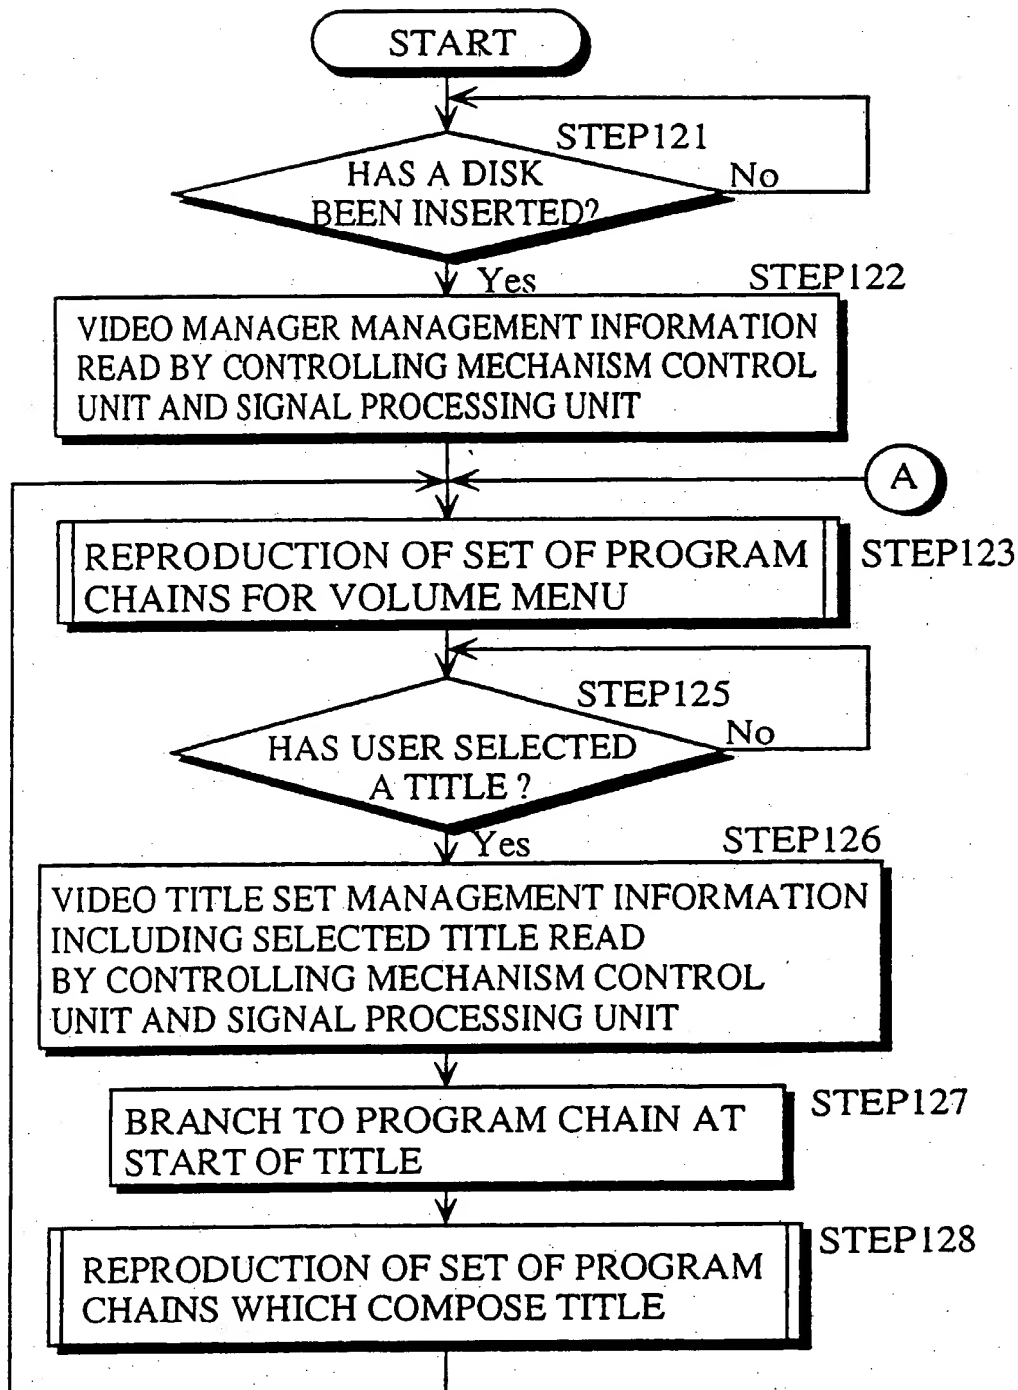 START
STEP121
HAS A DISK
BEEN INSERTED?
No
Yes
STEP122
VIDEO MANAGER MANAGEMENT INFORMATION
READ BY CONTROLLING MECHANISM CONTROL
UNIT AND SIGNAL PROCESSING UNIT
A
REPRODUCTION OF SET OF PROGRAM
CHAINS FOR VOLUME MENU
STEP123
STEP125
HAS USER SELECTED
A TITLE ?
No
Yes
STEP126
VIDEO TITLE SET MANAGEMENT INFORMATION
INCLUDING SELECTED TITLE READ
BY CONTROLLING MECHANISM CONTROL
UNIT AND SIGNAL PROCESSING UNIT
STEP127
BRANCH TO PROGRAM CHAIN AT
START OF TITLE
STEP128
REPRODUCTION OF SET OF PROGRAM
CHAINS WHICH COMPOSE TITLE